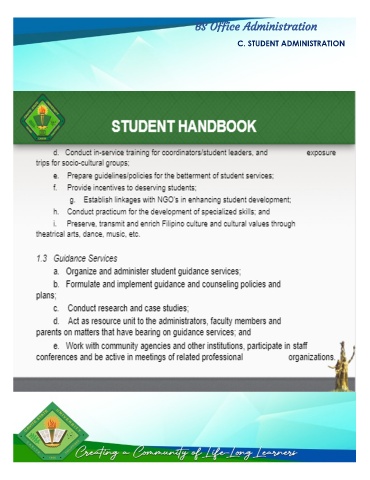 BS Office Administration
C. STUDENT ADMINISTRATION
STUDENT HANDBOOK
d. Conduct in-service training for coordinators/student leaders, and exposure
trips for socio-cultural groups;
e. Prepare guidelines/policies for the betterment of student services;
f. Provide incentives to deserving students;
g. Establish linkages with NGO's in enhancing student development;
h. Conduct practicum for the development of specialized skills; and
i. Preserve, transmit and enrich Filipino culture and cultural values through
theatrical arts, dance, music, etc.
1.3 Guidance Services
a. Organize and administer student guidance services;
b. Formulate and implement guidance and counseling policies and
plans;
c. Conduct research and case studies;
d. Act as resource unit to the administrators, faculty members and
parents on matters that have bearing on guidance services; and
e. Work with community agencies and other institutions, participate in staff
conferences and be active in meetings of related professional organizations.
Creating a Community of Life-Long Learners